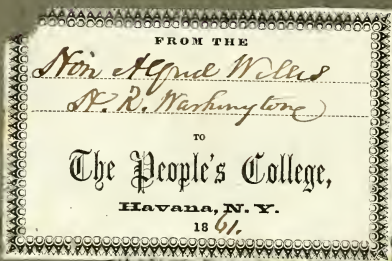 FROM THE
Hon Alfred Wells
H. R. Washington
TO
The People's College,
Havana, N. Y.
1861.